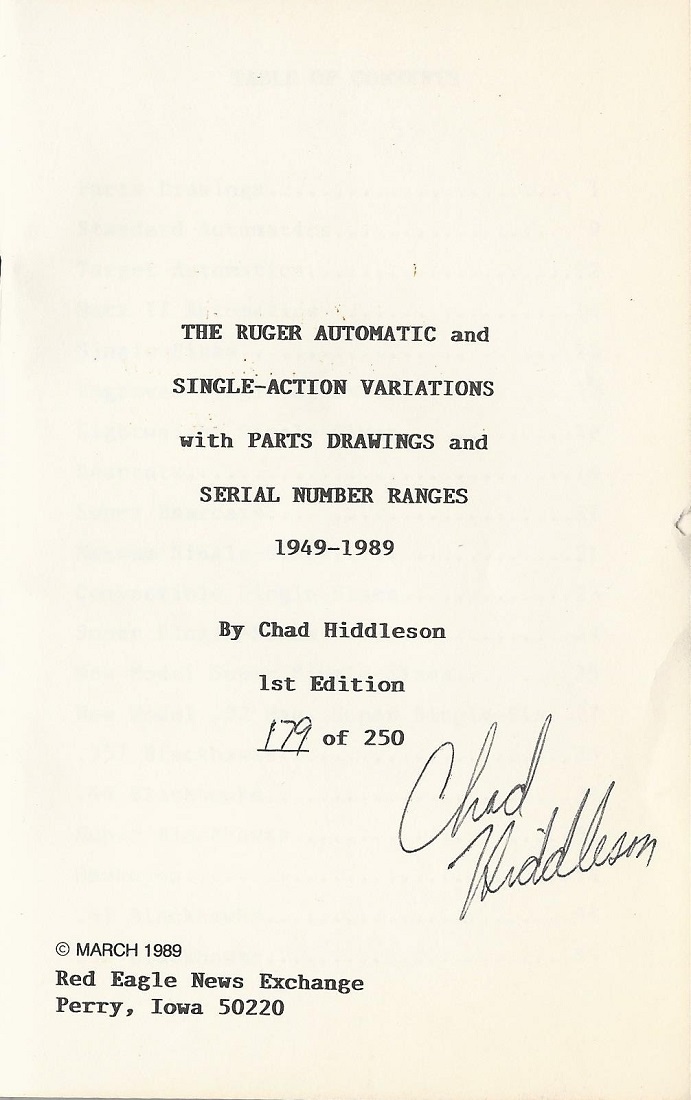 THE RUGER AUTOMATIC and
SINGLE-ACTION VARIATIONS
with PARTS DRAWINGS and
SERIAL NUMBER RANGES
1949-1989
By Chad Hiddleson
1st Edition
179 of 250
Chad
Hiddleson
© MARCH 1989
Red Eagle News Exchange
Perry, Iowa 50220